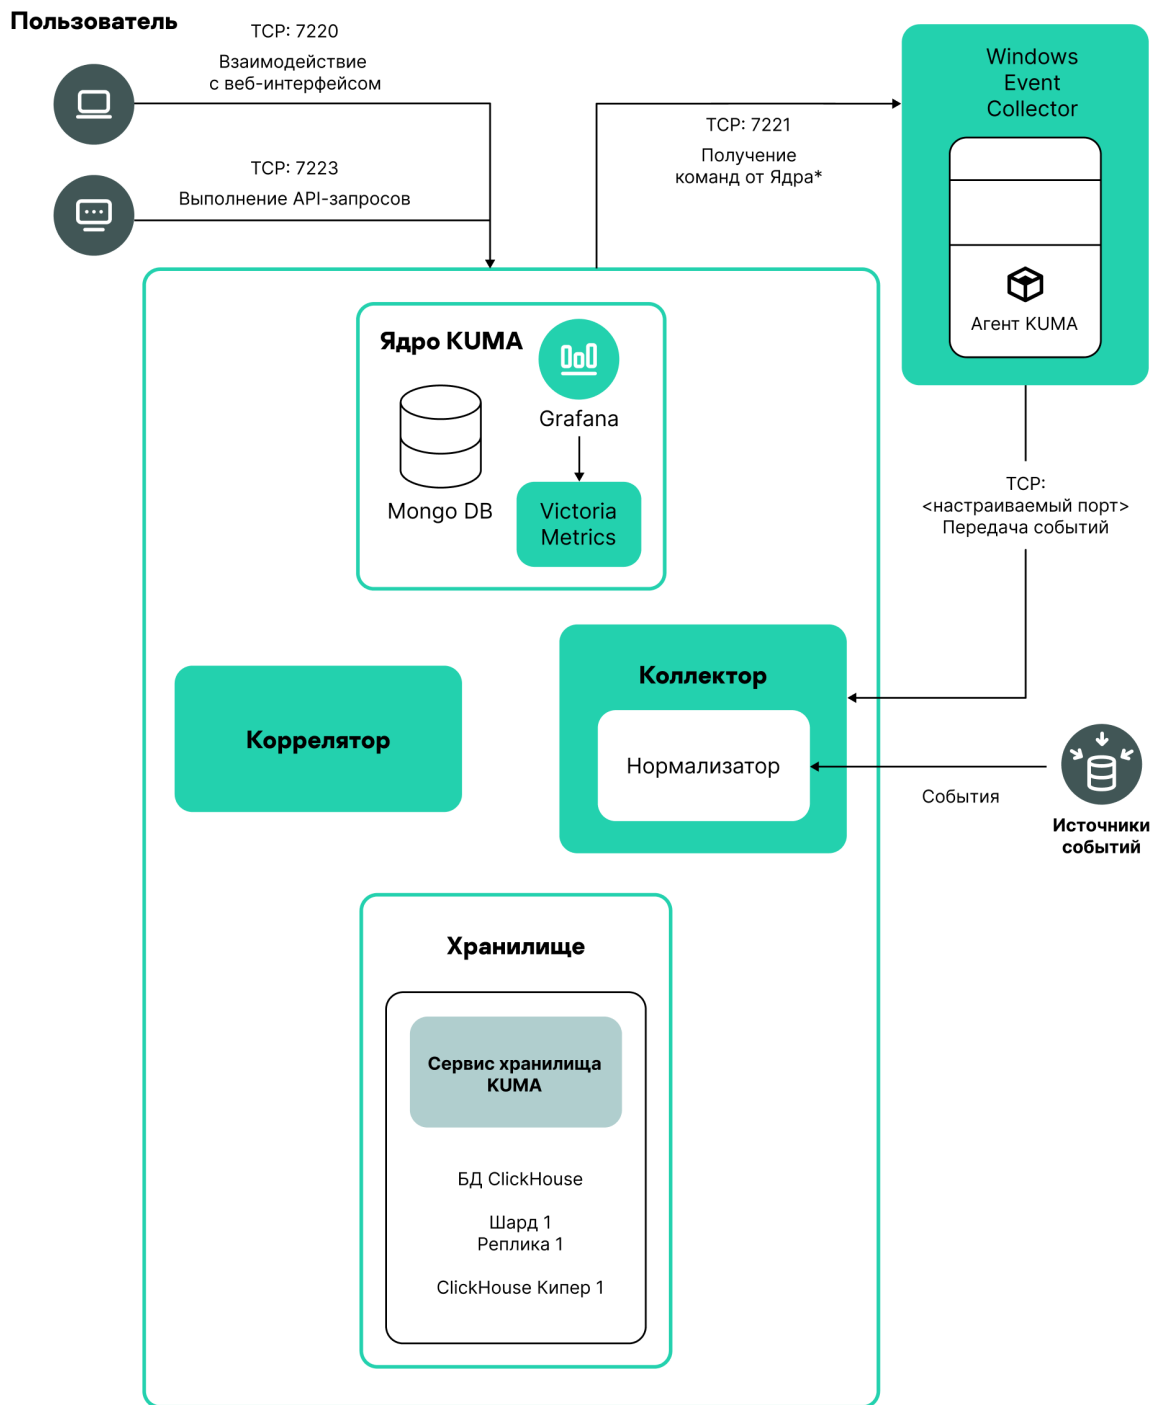 Пользователь
TCP: 7220
Взаимодействие
с веб-интерфейсом
TCP: 7223
Выполнение API-запросов
TCP: 7221
Получение
команд от Ядра*
Windows
Event
Collector
Агент KUMA
TCP:
<настраиваемый порт>
Передача событий
Ядро KUMA
Grafana
Mongo DB
Victoria
Metrics
Коррелятор
Коллектор
Нормализатор
События
Источники
событий
Хранилище
Сервис хранилища
KUMA
БД ClickHouse
Шард 1
Реплика 1
ClickHouse Кипер 1